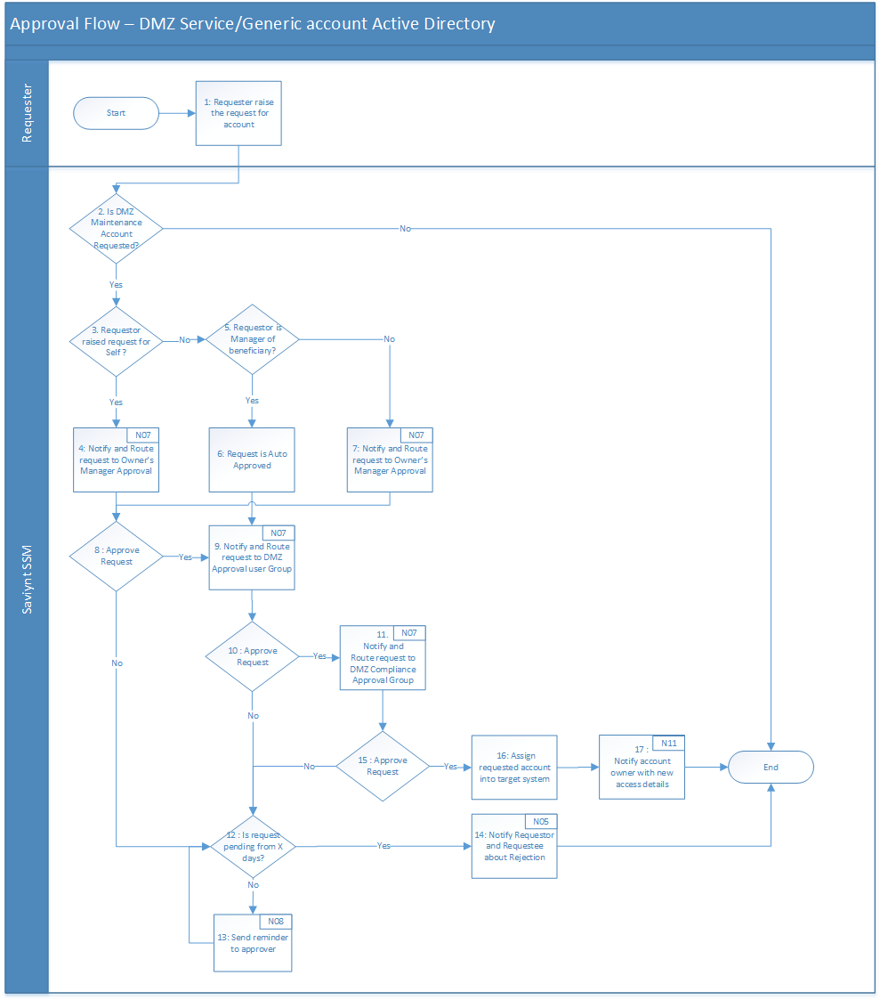 Approval Flow – DMZ Service/Generic account Active Directory
Requester
Start
1: Requester raise
the request for
account
Saviynt SSM
2. Is DMZ
Maintenance
Account
Requested?
No
Yes
3. Requestor
raised request for
Self ?
No
5. Requestor is
Manager of
beneficiary?
No
Yes
Yes
N07
4: Notify and Route
request to Owner's
Manager Approval
6: Request is Auto
Approved
N07
7: Notify and Route
request to Owner's
Manager Approval
8 : Approve
Request
Yes
N07
9. Notify and Route
request to DMZ
Approval user Group
No
10 : Approve
Request
Yes
N07
11.
Notify and
Route request to
DMZ Compliance
Approval Group
No
15 : Approve
Request
No
Yes
16: Assign
requested account
into target system
N11
17 :
Notify account
owner with new
access details
End
12 : Is request
pending from X
days?
Yes
N05
14: Notify Requestor
and Requestee
about Rejection
No
N08
13: Send reminder
to approver